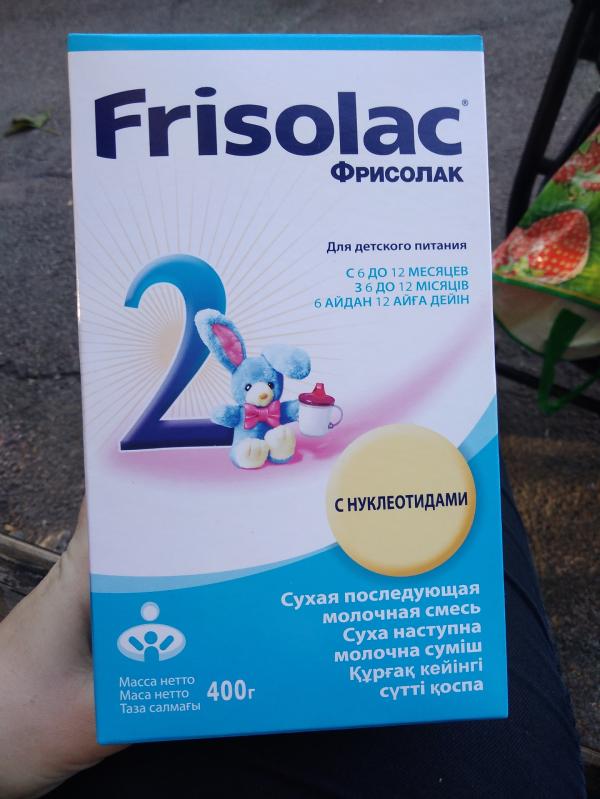 Frisolac®
ФРИСОЛАК
Для детского питания
С 6 ДО 12 МЕСЯЦЕВ
З 6 ДО 12 МІСЯЦІВ
6 АЙДАН 12 АЙҒА ДЕЙІН
2
С НУКЛЕОТИДАМИ
Сухая последующая
молочная смесь
Суха наступна
молочна суміш
Құрғақ кейінгі
сүтті қоспа
Масса нетто
Маса нетто
Таза салмағы
400г